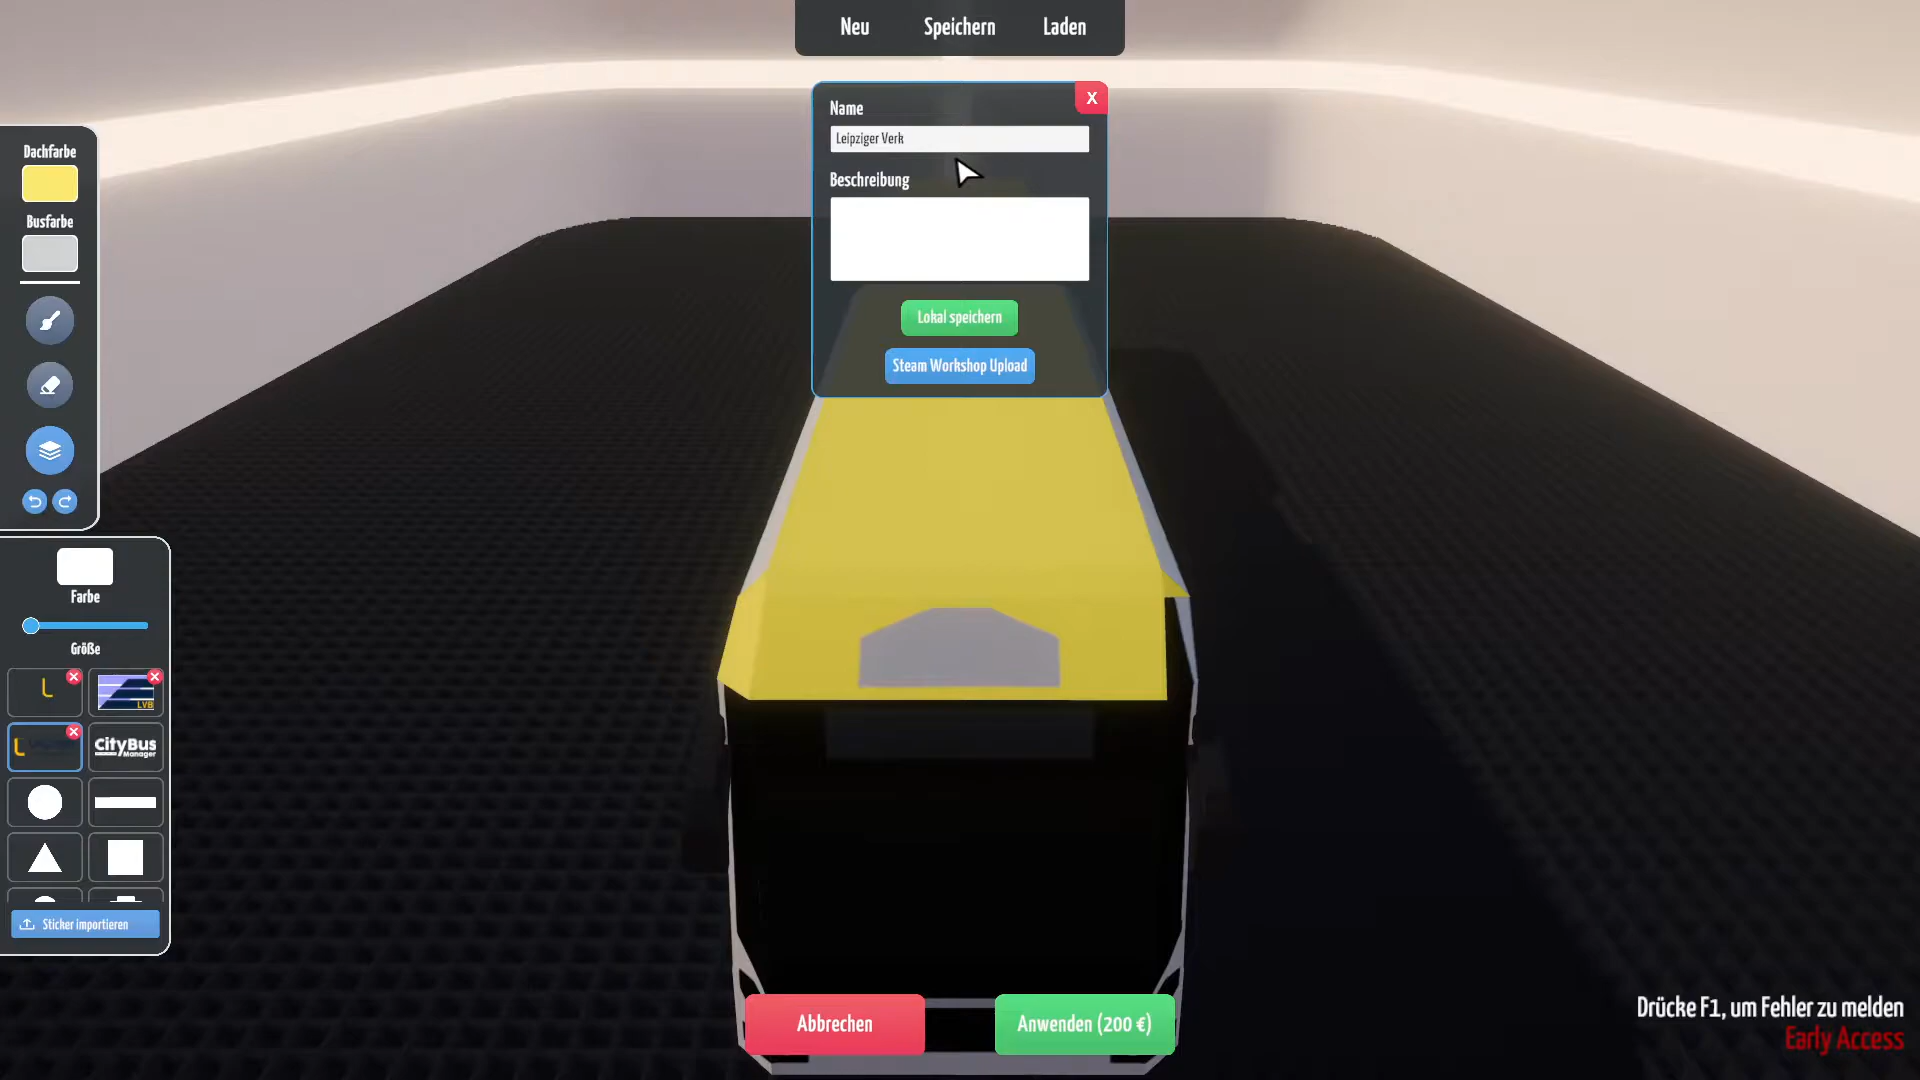 Neu
Speichern
Laden
X
Name
Leipziger Verk
Beschreibung
Lokal speichern
Steam Workshop Upload
Dachfarbe
Busfarbe
Farbe
Größe
L
LVB
L
CityBus
Manager
Sticker importieren
Abbrechen
Anwenden (200 €)
Drücke F1, um Fehler zu melden
Early Access